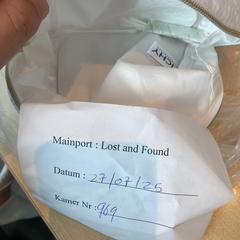 Mainport : Lost and Found
Datum : 27/07/25
Kamer Nr : 969